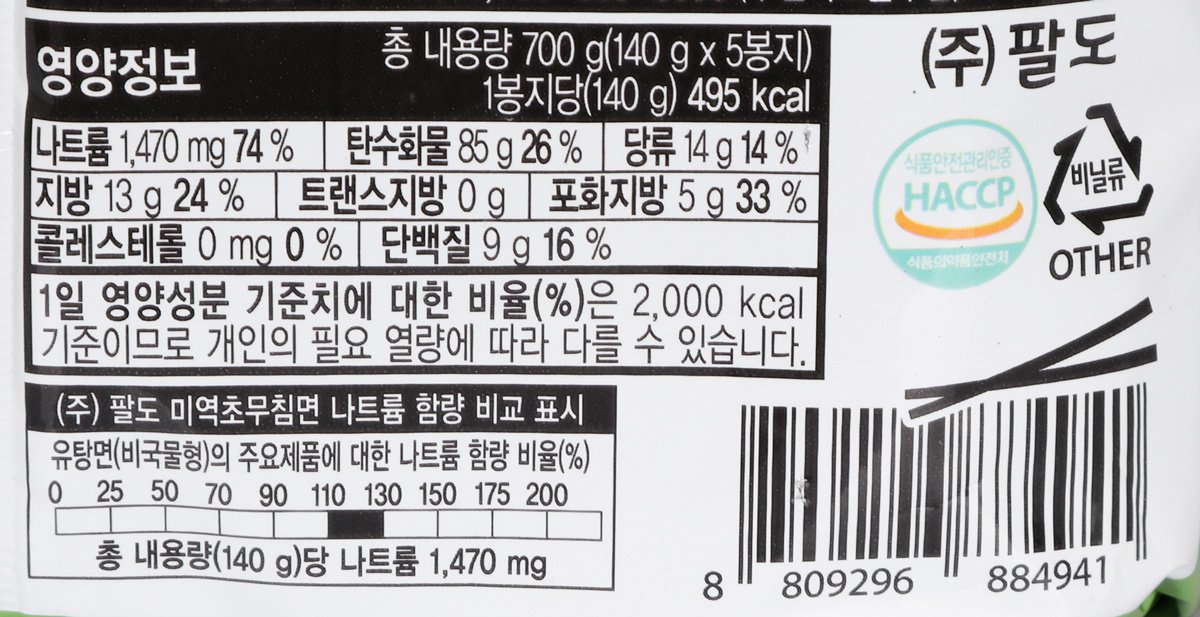 영양정보
총 내용량 700 g(140 g x 5봉지)
1봉지당(140 g) 495 kcal
나트륨 1,470 mg 74 % 탄수화물 85 g 26 % 당류 14 g 14 %
지방 13 g 24 % 트랜스지방 0 g 포화지방 5 g 33 %
콜레스테롤 0 mg 0 % 단백질 9 g 16 %
1일 영양성분 기준치에 대한 비율(%)은 2,000 kcal
기준이므로 개인의 필요 열량에 따라 다를 수 있습니다.
(주) 팔도 미역초무침면 나트륨 함량 비교 표시
유탕면(비국물형)의 주요제품에 대한 나트륨 함량 비율(%)
0 25 50 70 90 110 130 150 175 200
총 내용량(140 g)당 나트륨 1,470 mg
(주) 팔도
식품안전관리인증
HACCP
식품의약품안전처
비닐류
OTHER
8 809296 884941